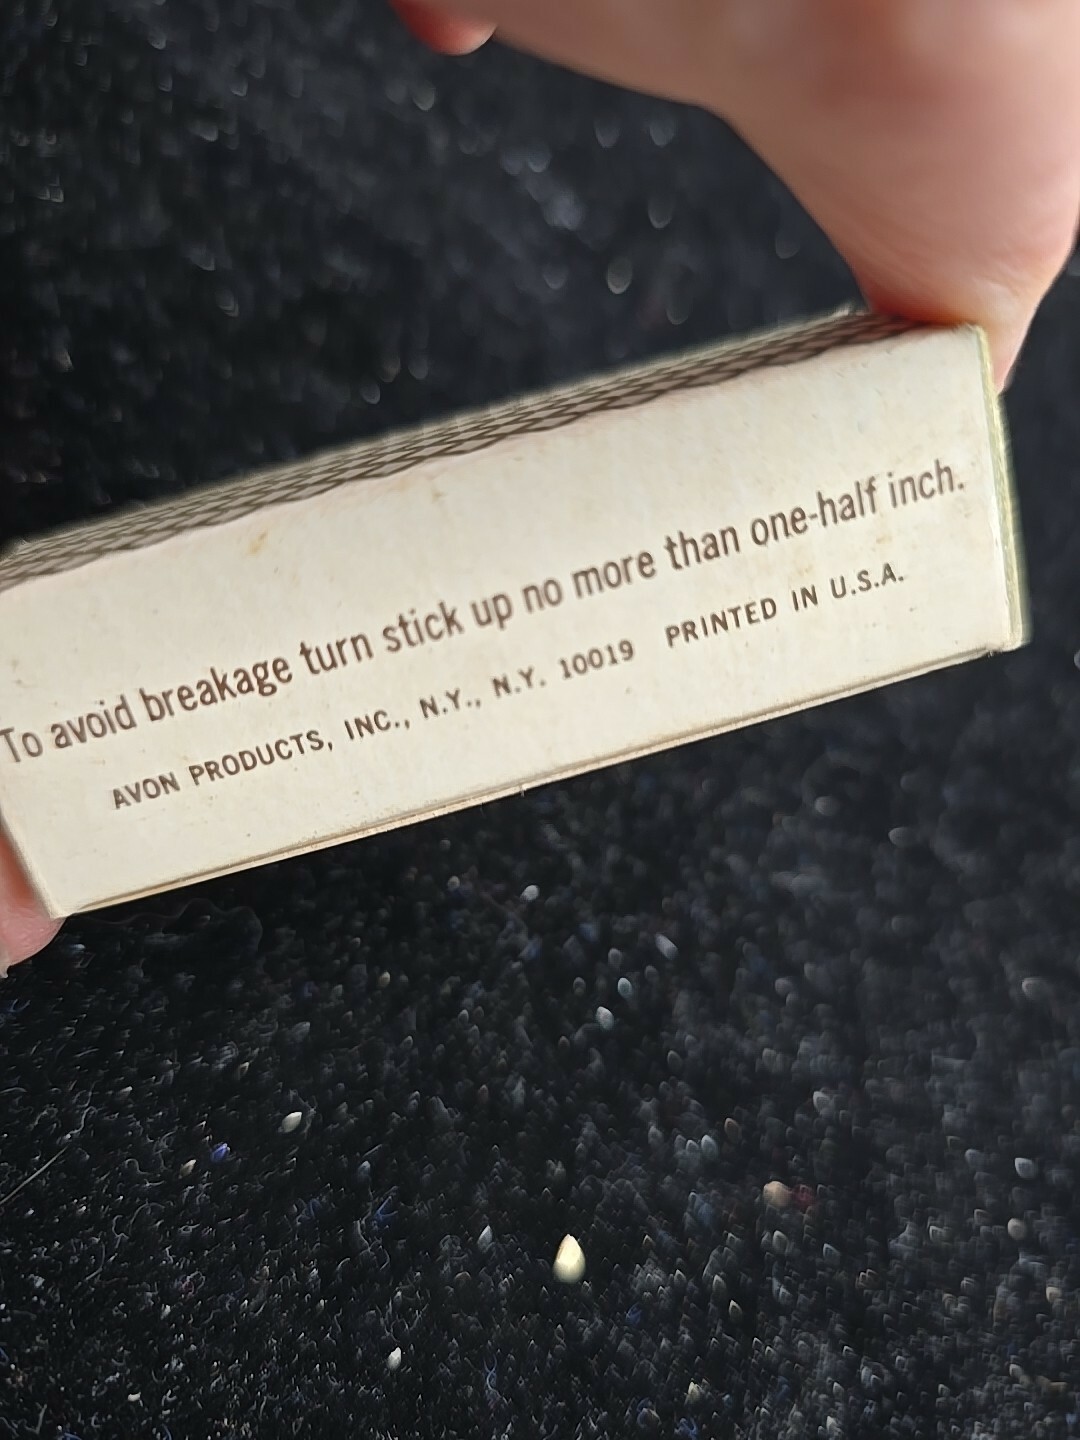 To avoid breakage turn stick up no more than one-half inch.
AVON PRODUCTS, INC., N.Y., N.Y. 10019 PRINTED IN U.S.A.